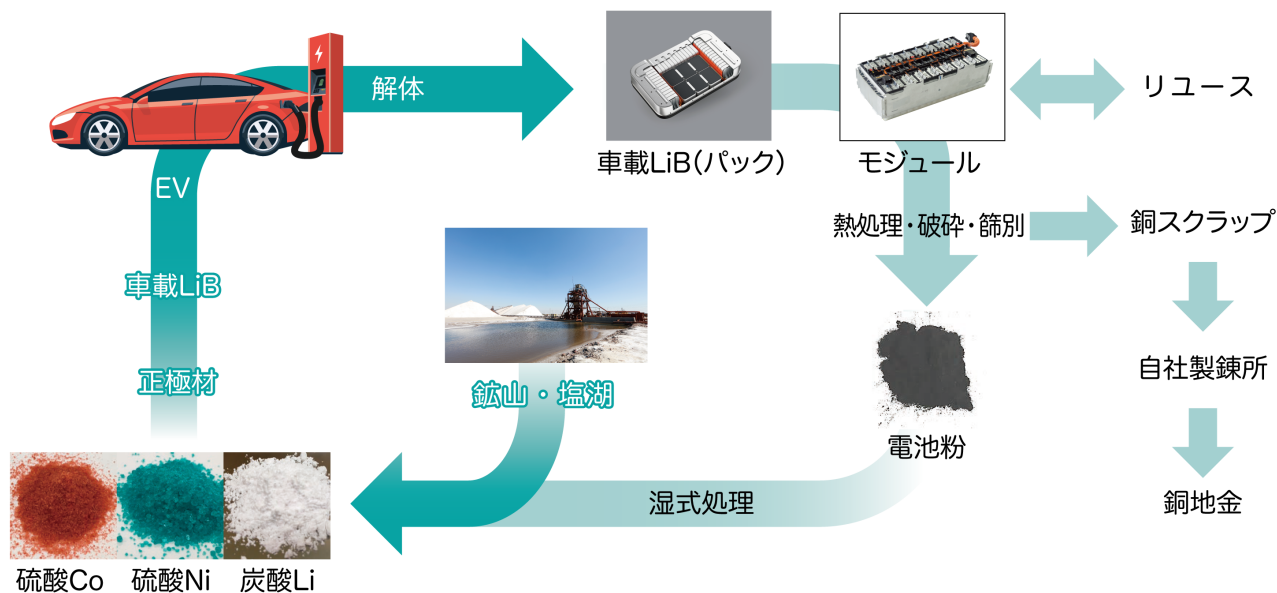 解体
車載LiB（パック）
モジュール
リユース
EV
熱処理・破砕・篩別
銅スクラップ
車載LiB
正極材
鉱山・塩湖
自社製錬所
電池粉
湿式処理
銅地金
硫酸Co
硫酸Ni
炭酸Li